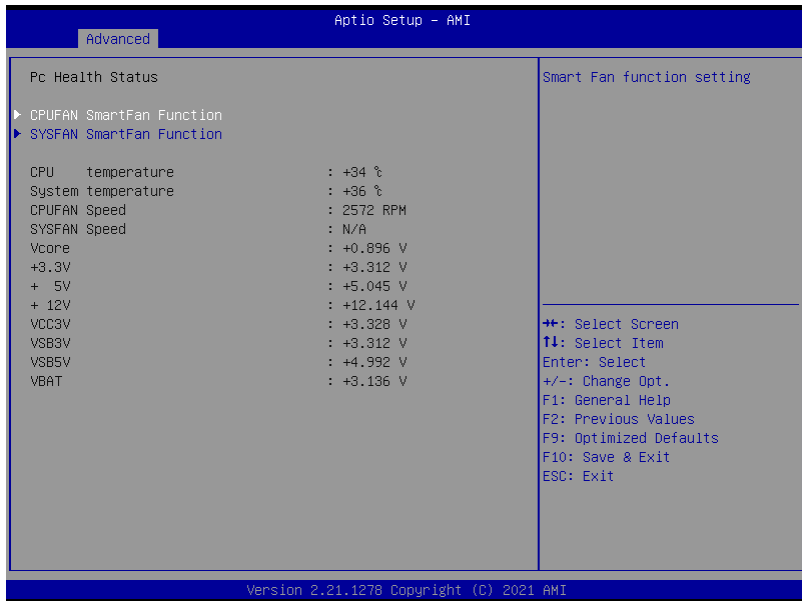 Aptio Setup – AMI
Advanced
Pc Health Status
Smart Fan function setting
CPUFAN SmartFan Function
SYSFAN SmartFan Function
CPU temperature : +34 ℃
System temperature : +36 ℃
CPUFAN Speed : 2572 RPM
SYSFAN Speed : N/A
Vcore : +0.896 V
+3.3V : +3.312 V
+ 5V : +5.045 V
+ 12V : +12.144 V
VCC3V : +3.328 V
VSB3V : +3.312 V
VSB5V : +4.992 V
VBAT : +3.136 V
→←: Select Screen
↑↓: Select Item
Enter: Select
+/-: Change Opt.
F1: General Help
F2: Previous Values
F9: Optimized Defaults
F10: Save & Exit
ESC: Exit
Version 2.21.1278 Copyright (C) 2021 AMI